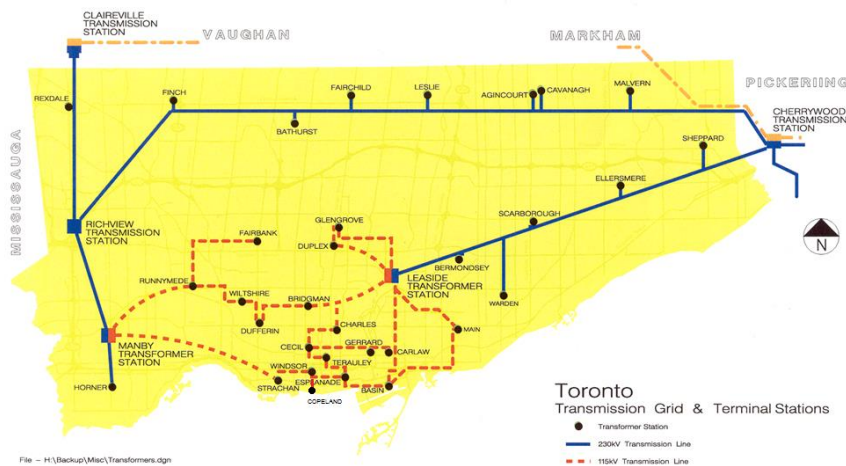 CLAIREVILLE
TRANSMISSION
STATION
VAUGHAN
MARKHAM
PICKERIING
MISSISSAUGA
REXDALE
FINCH
BATHURST
FAIRCHILD
LESLIE
AGINCOURT
CAVANAGH
MALVERN
CHERRYWOOD
TRANSMISSION
STATION
SHEPPARD
ELLERSMERE
SCARBOROUGH
BERMONDSEY
WARDEN
RICHVIEW
TRANSMISSION
STATION
FAIRBANK
GLENGROVE
DUPLEX
LEASIDE
TRANSFORMER
STATION
RUNNYMEDE
WILTSHIRE
BRIDGMAN
DUFFERIN
CHARLES
MAIN
MANBY
TRANSFORMER
STATION
CECIL
GERRARD
CARLAW
TERAULEY
WINDSOR
STRACHAN
ESPLANADE
BASIN
HORNER
COPELAND
N
Toronto
Transmission Grid & Terminal Stations
Transformer Station
230kV Transmission Line
115kV Transmission Line
File - H:\Backup\Misc\Transformers.dgn